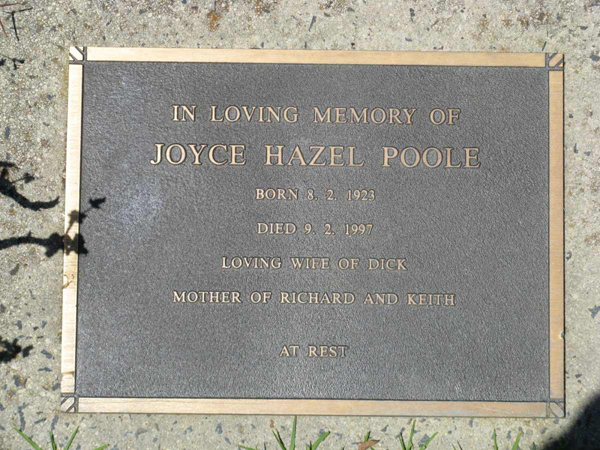 IN LOVING MEMORY OF
JOYCE HAZEL POOLE
BORN 8. 2. 1923
DIED 9. 2. 1997
LOVING WIFE OF DICK
MOTHER OF RICHARD AND KEITH
AT REST